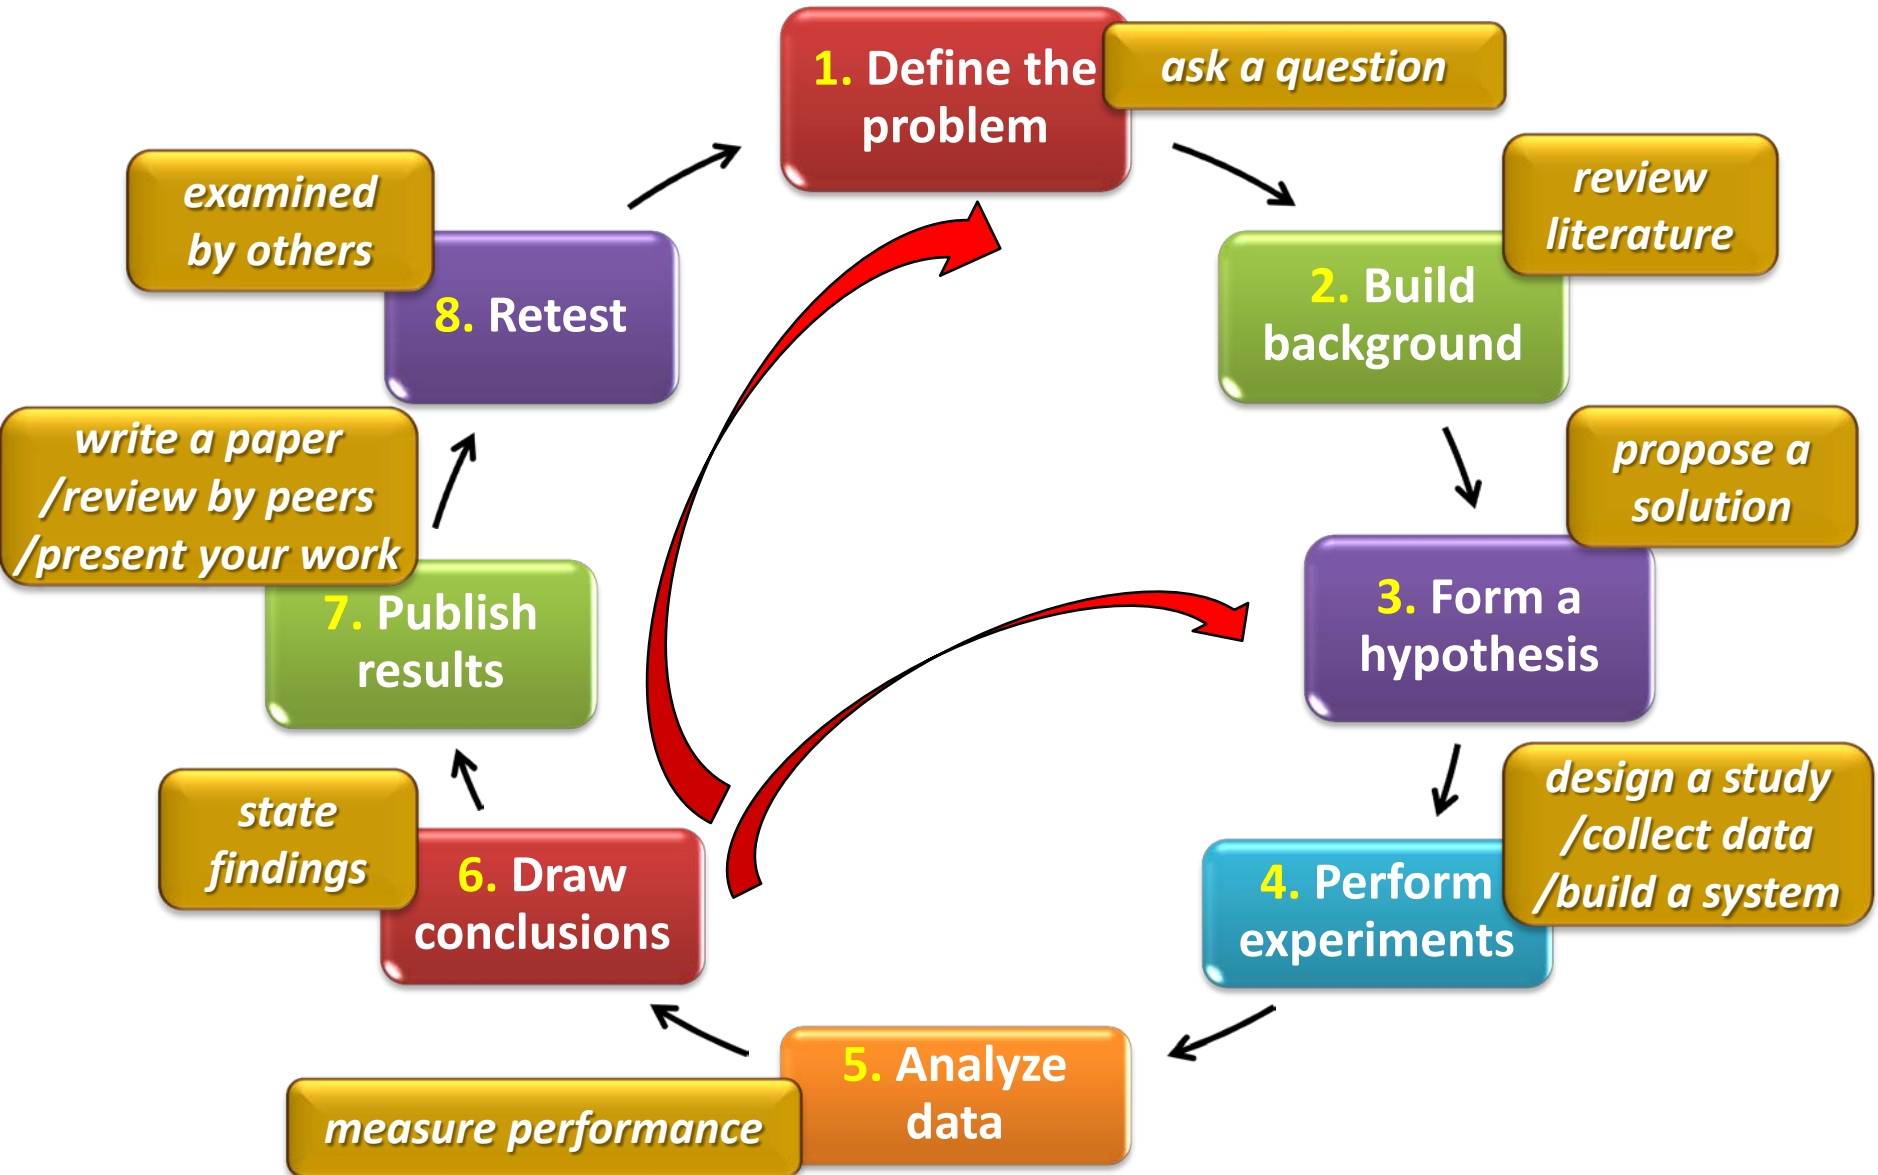 1. Define the
problem
ask a question
2. Build
background
review
literature
3. Form a
hypothesis
propose a
solution
4. Perform
experiments
design a study
/collect data
/build a system
5. Analyze
data
measure performance
6. Draw
conclusions
state
findings
7. Publish
results
write a paper
/review by peers
/present your work
8. Retest
examined
by others